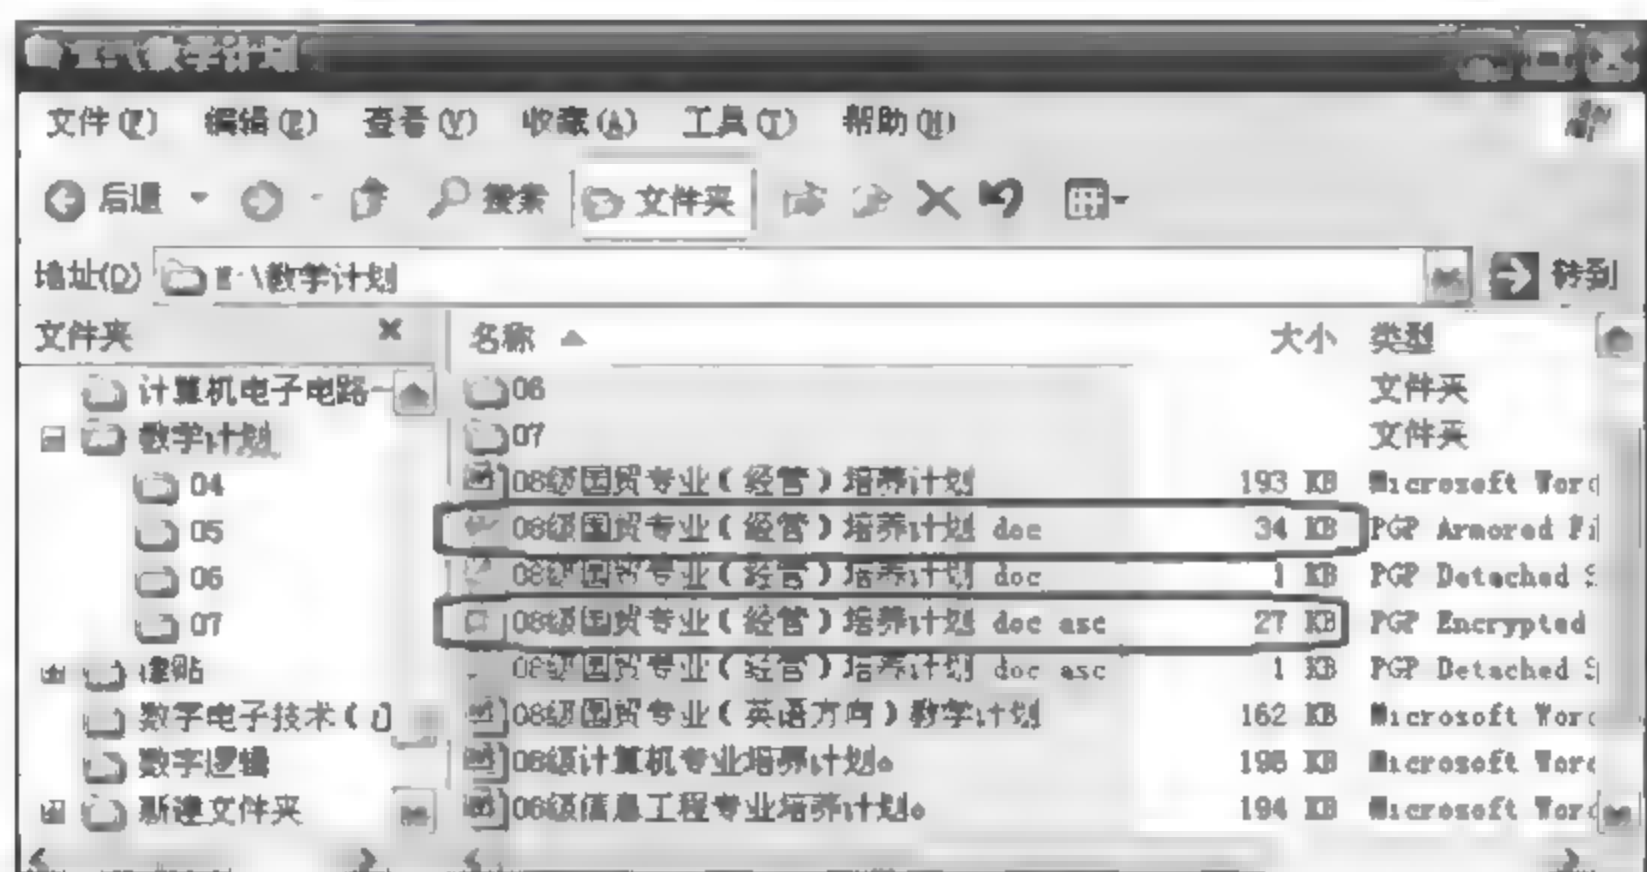 E:\教学计划
文件(F) 编辑(E) 查看(V) 收藏(A) 工具(T) 帮助(H)
后退 搜索 文件夹
地址(D) E:\教学计划 转到
文件夹 名称 大小 类型
计算机电子电路一
教学计划
04
05
06
07
津贴
数字电子技术(
数字逻辑
新建文件夹
06 文件夹
07 文件夹
08级国贸专业(经管)培养计划 193 KB Microsoft Word
08级国贸专业(经管)培养计划 doc 34 KB PGP Armored Fi
08级国贸专业(经管)培养计划 doc 1 KB PGP Detached S
08级国贸专业(经管)培养计划 doc asc 27 KB PGP Encrypted
08级国贸专业(经管)培养计划 doc asc 1 KB PGP Detached S
08级国贸专业(英语方向)教学计划 162 KB Microsoft Word
08级计算机专业培养计划。 KB Microsoft Word
08级信息工程专业培养计划。 194 KB Microsoft Word